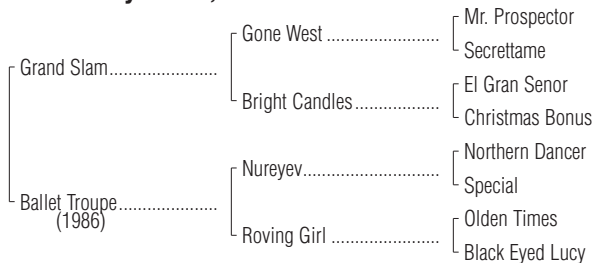 Mr. Prospector
Gone West ....................
Secrettame
Grand Slam....................
El Gran Senor
Bright Candles ...............
Christmas Bonus
Northern Dancer
Nureyev.........................
Special
Ballet Troupe..................
(1986)
Olden Times
Roving Girl ....................
Black Eyed Lucy